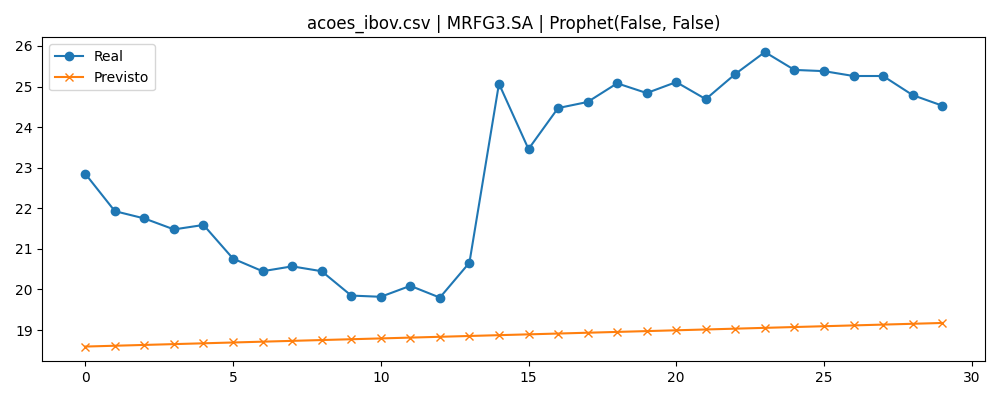 acoes_ibov.csv | MRFG3.SA | Prophet(False, False)
Real
Previsto
26
25
24
23
22
21
20
19
0 5 10 15 20 25 30